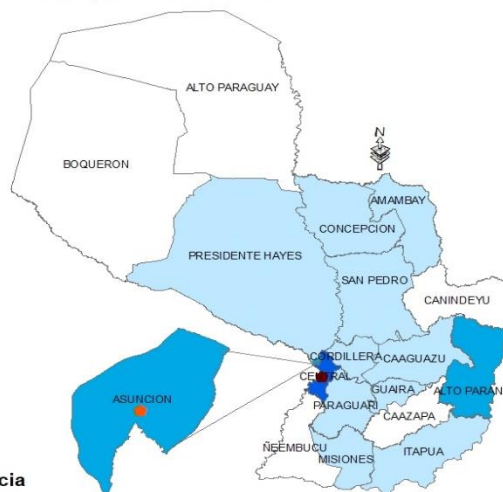 ALTO PARAGUAY
BOQUERON
N
AMAMBAY
CONCEPCION
PRESIDENTE HAYES
SAN PEDRO
CANINDEYU
CORDILLERA
CAAGUAZU
CENTRAL
ASUNCION
GUAIRA
ALTO PARANA
PARAGUARI
CAAZAPA
ÑEEMBUCU
MISIONES
ITAPUA
cia